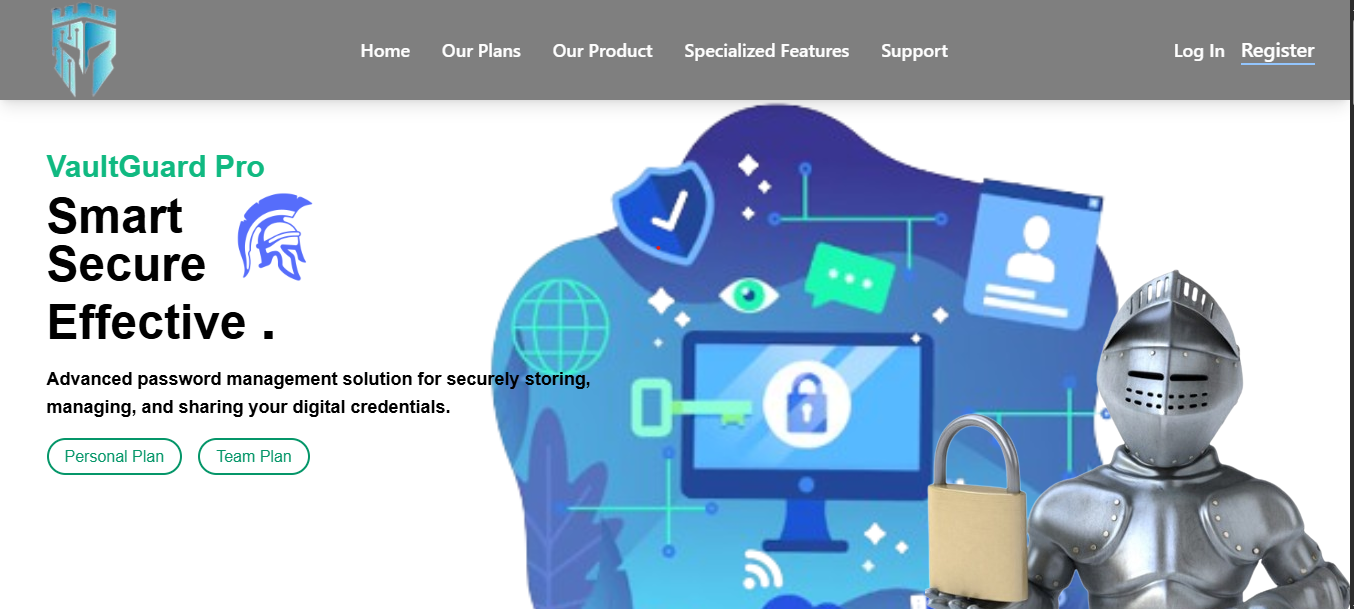 Home Our Plans Our Product Specialized Features Support Log In Register
VaultGuard Pro
Smart
Secure
Effective .
Advanced password management solution for securely storing,
managing, and sharing your digital credentials.
Personal Plan Team Plan